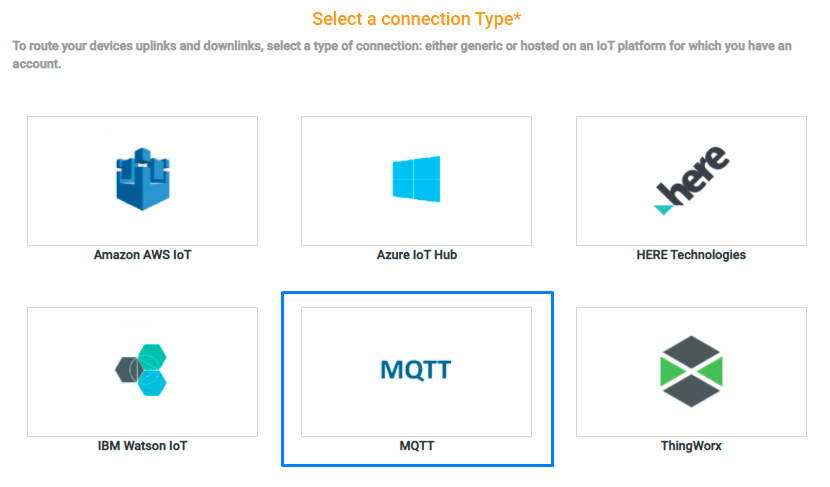 Select a connection Type*
To route your devices uplinks and downlinks, select a type of connection: either generic or hosted on an IoT platform for which you have an
account.
here
Amazon AWS IoT
Azure IoT Hub
HERE Technologies
MQTT
IBM Watson IoT
MQTT
ThingWorx